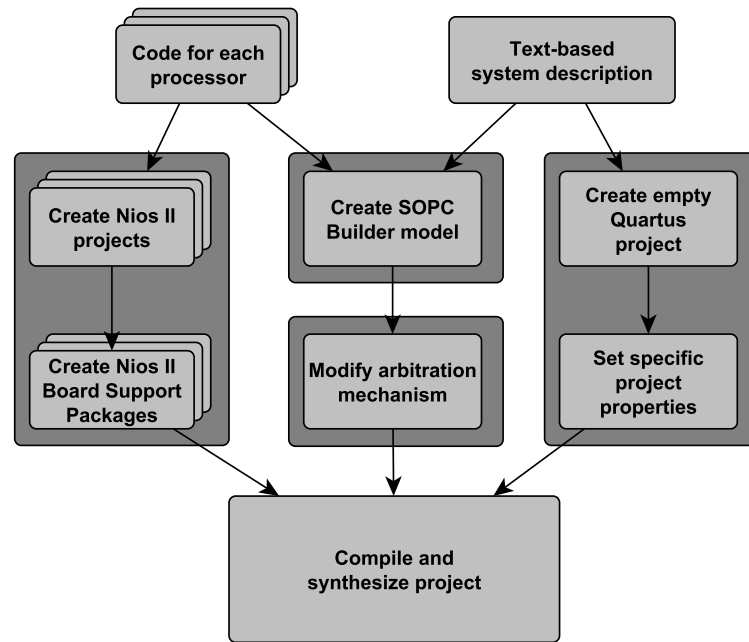 Code for each
processor
Text-based
system description
Create Nios II
projects
Create SOPC
Builder model
Create empty
Quartus
project
Create Nios II
Board Support
Packages
Modify arbitration
mechanism
Set specific
project
properties
Compile and
synthesize project